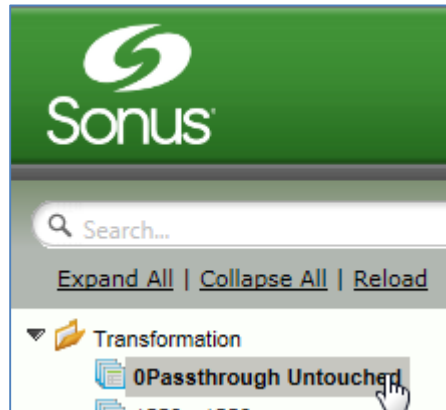 Sonus
Search...
Expand All | Collapse All | Reload
Transformation
0Passthrough Untouched